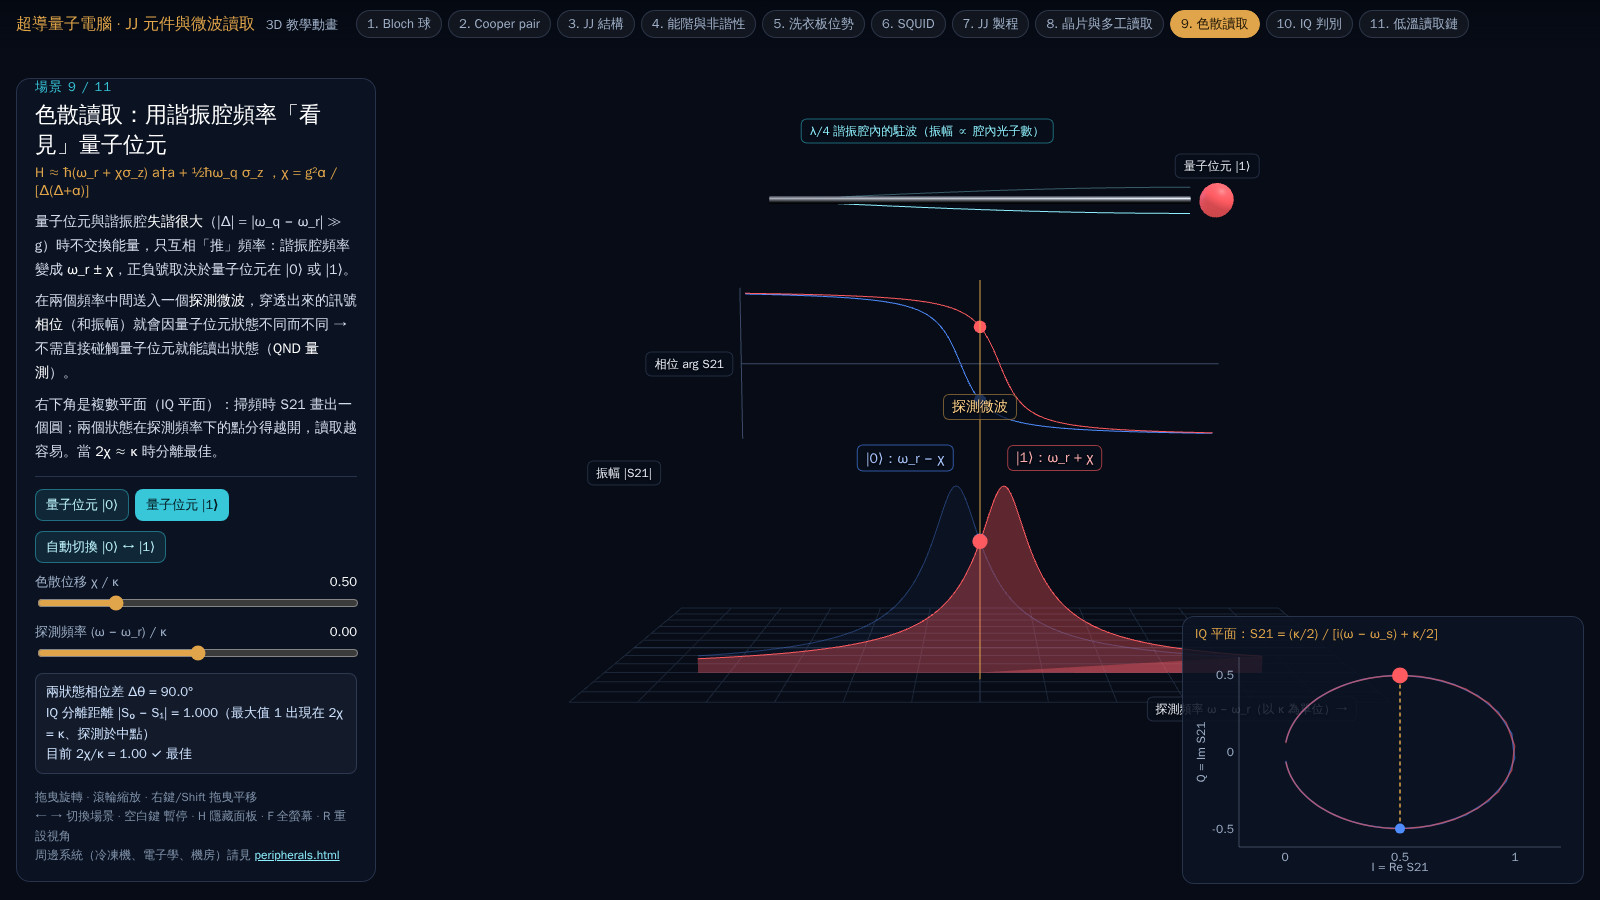 超導量子電腦 · JJ 元件與微波讀取 3D 教學動畫 1. Bloch 球 2. Cooper pair 3. JJ 結構 4. 能階與非諧性 5. 洗衣板位勢 6. SQUID 7. JJ 製程 8. 晶片與多工讀取 9. 色散讀取 10. IQ 判別 11. 低溫讀取鏈
場景 9 / 11
色散讀取：用諧振腔頻率「看
見」量子位元
H ≈ ħ(ω_r + χσ_z) a†a + ½ħω_q σ_z ，χ = g²α /
[Δ(Δ+α)]
量子位元與諧振腔失諧很大（|Δ| = |ω_q − ω_r| ≫
g）時不交換能量，只互相「推」頻率：諧振腔頻率
變成 ω_r ± χ，正負號取決於量子位元在 |0⟩ 或 |1⟩。
在兩個頻率中間送入一個探測微波，穿透出來的訊號
相位（和振幅）就會因量子位元狀態不同而不同 →
不需直接碰觸量子位元就能讀出狀態（QND 量
測）。
右下角是複數平面（IQ 平面）：掃頻時 S21 畫出一
個圓；兩個狀態在探測頻率下的點分得越開，讀取越
容易。當 2χ ≈ κ 時分離最佳。
量子位元 |0⟩ 量子位元 |1⟩
自動切換 |0⟩ ↔ |1⟩
色散位移 χ / κ 0.50
探測頻率 (ω − ω_r) / κ 0.00
兩狀態相位差 Δθ = 90.0°
IQ 分離距離 |S₀ − S₁| = 1.000（最大值 1 出現在 2χ
= κ、探測於中點）
目前 2χ/κ = 1.00 ✓ 最佳
拖曳旋轉 · 滾輪縮放 · 右鍵/Shift 拖曳平移
← → 切換場景 · 空白鍵 暫停 · H 隱藏面板 · F 全螢幕 · R 重
設視角
周邊系統（冷凍機、電子學、機房）請見 peripherals.html
λ/4 諧振腔內的駐波（振幅 ∝ 腔內光子數）
量子位元 |1⟩
相位 arg S21
探測微波
|0⟩：ω_r − χ
|1⟩：ω_r + χ
振幅 |S21|
探測頻率 ω − ω_r（以 κ 為單位）→
IQ 平面：S21 = (κ/2) / [i(ω − ω_s) + κ/2]
0.5
0
-0.5
Q = Im S21
0 0.5 1
I = Re S21